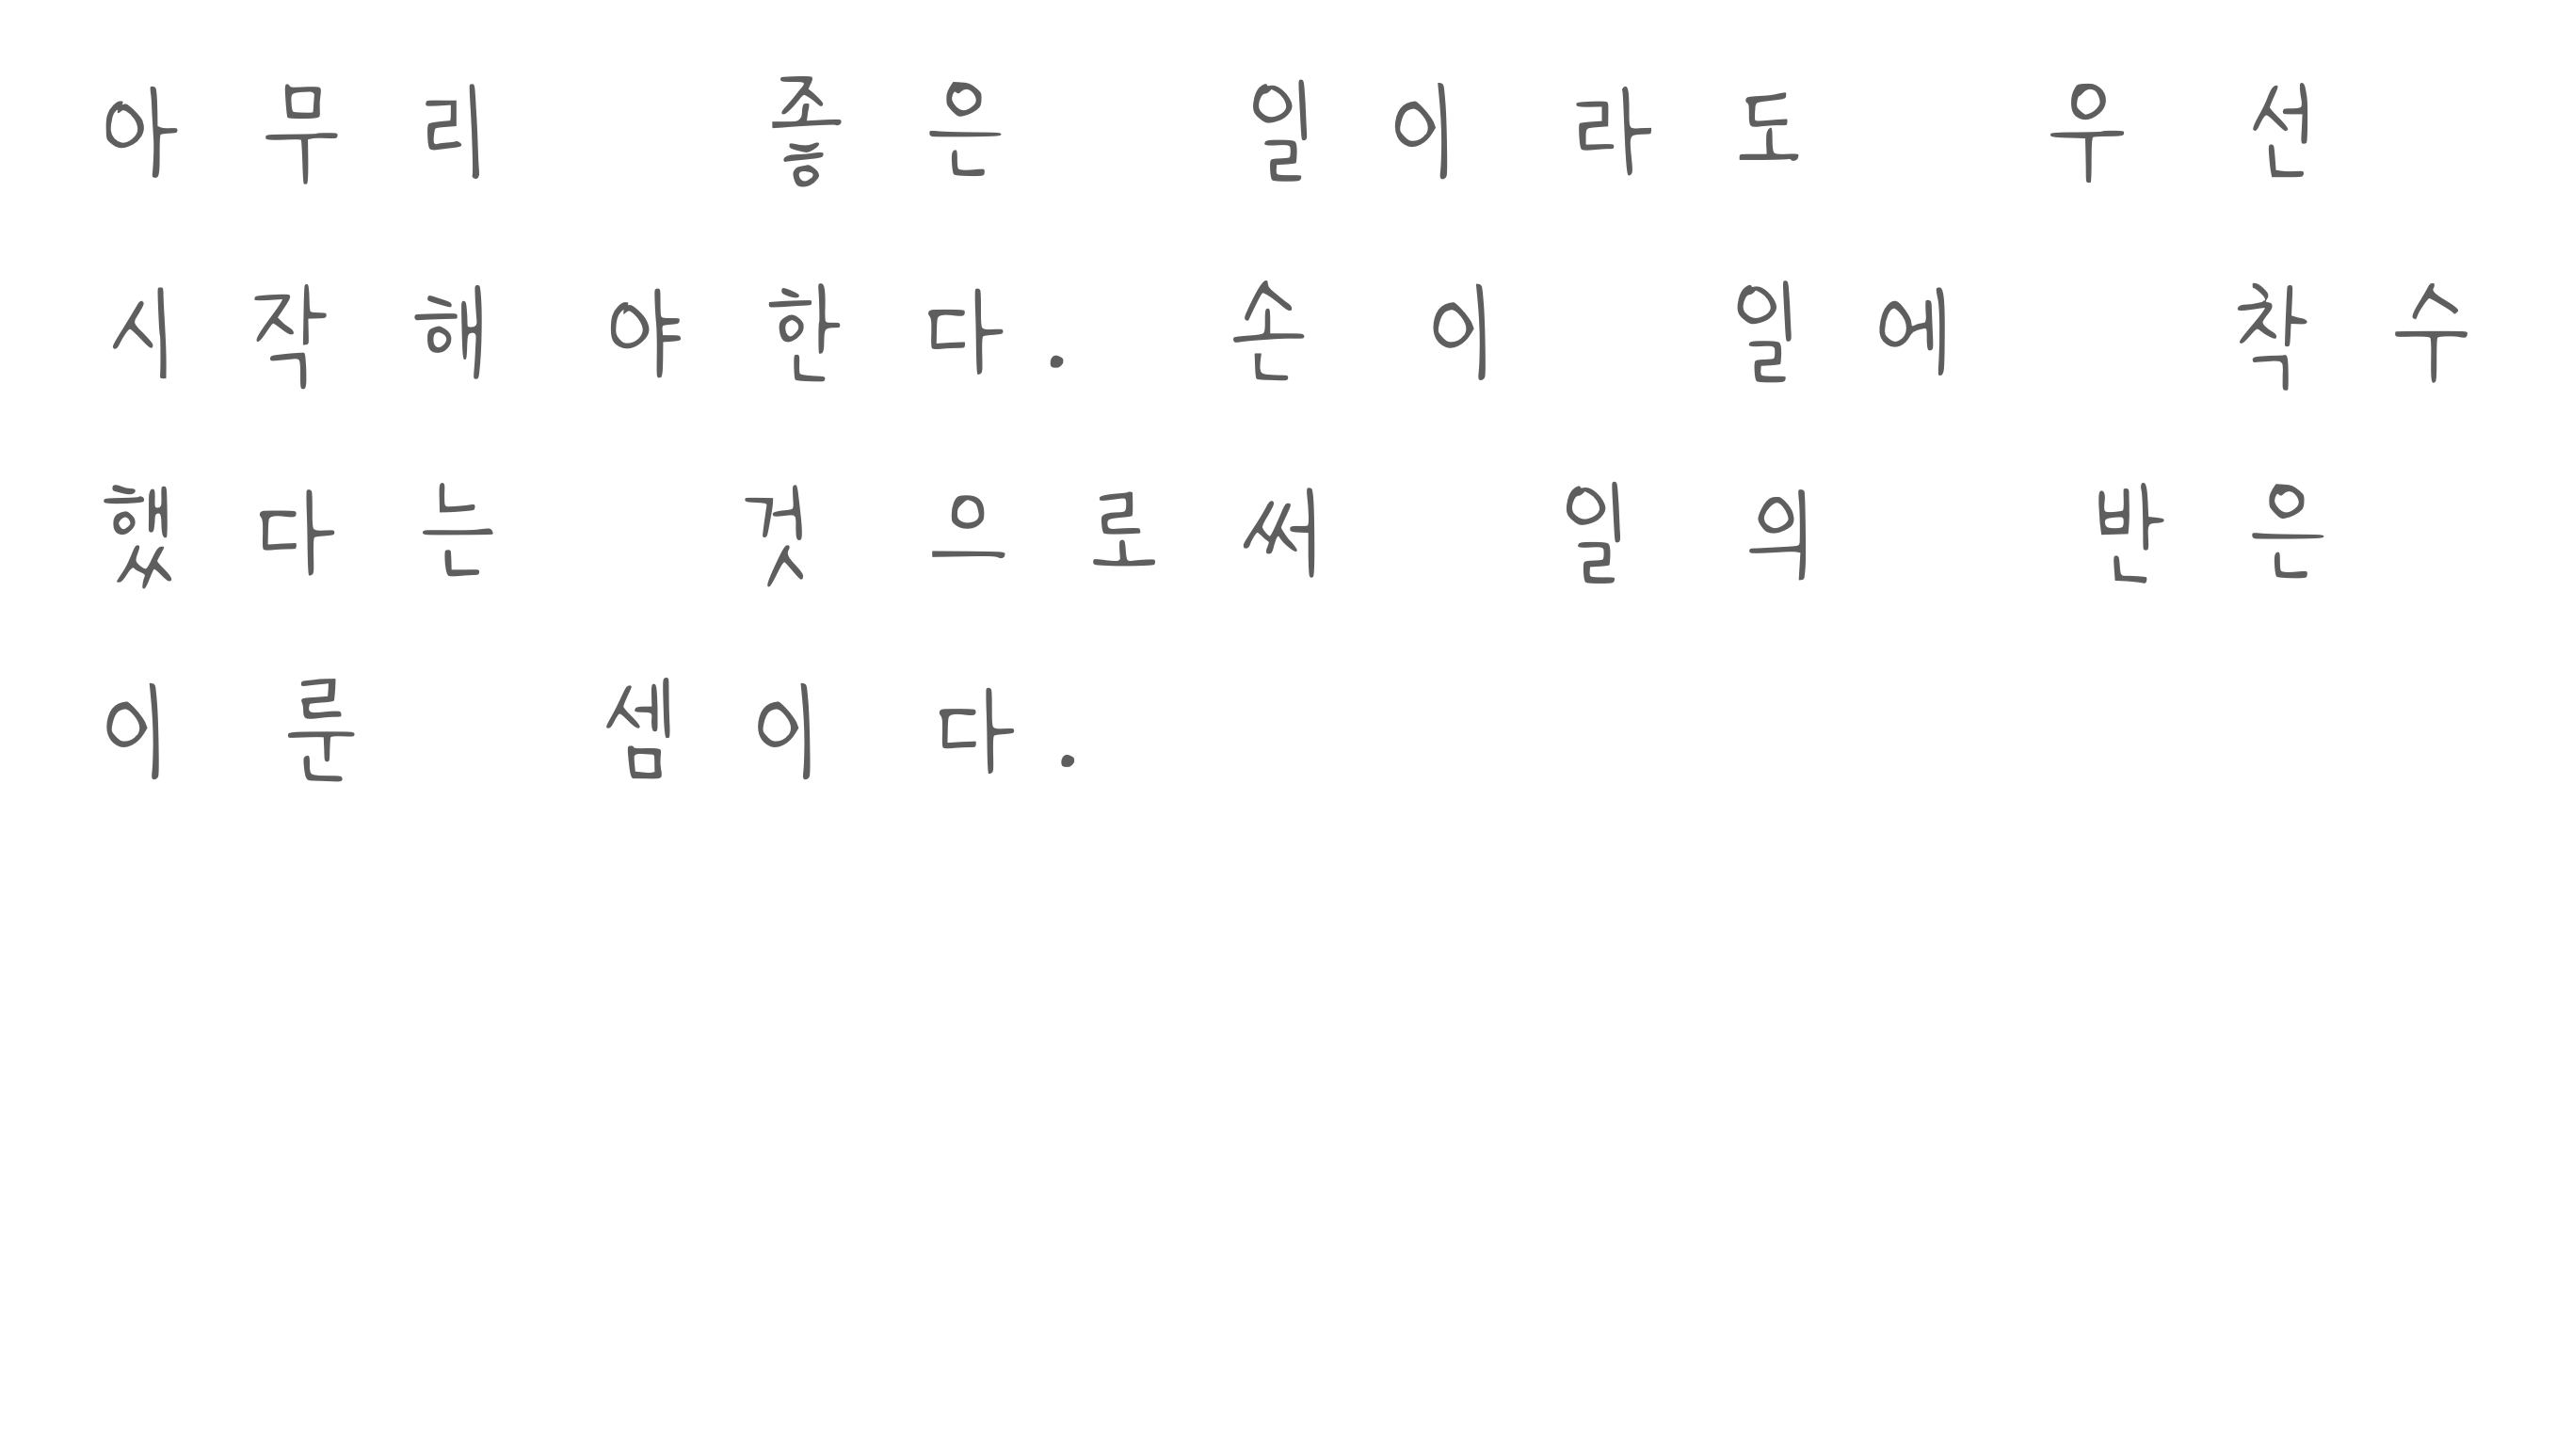 아무리 좋은 일이라도 우선
시작해야한다. 손이 일에 착수
했다는 것으로써 일의 반은
이룬 셈이다.